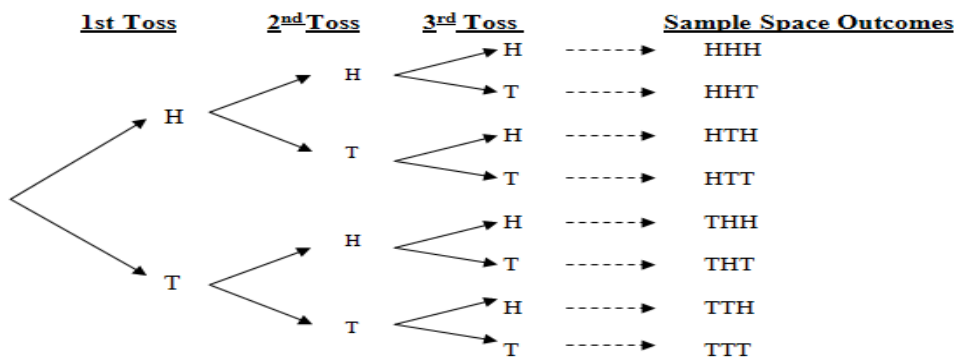 1st Toss 2nd Toss 3rd Toss Sample Space Outcomes
H HHH
H
T HHT
H
H HTH
T
T HTT
H THH
H
T THT
T
H TTH
T
T TTT